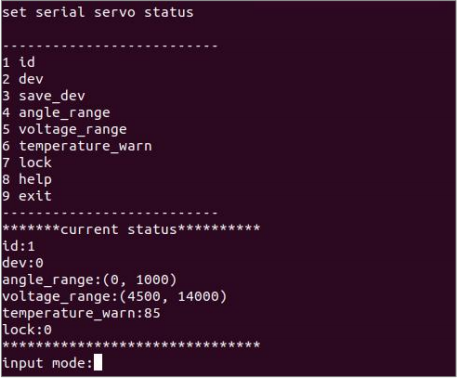 set serial servo status
---------------------------
1 id
2 dev
3 save_dev
4 angle_range
5 voltage_range
6 temperature_warn
7 lock
8 help
9 exit
---------------------------
*******current status**********
id:1
dev:0
angle_range:(0, 1000)
voltage_range:(4500, 14000)
temperature_warn:85
lock:0
********************************
input mode: